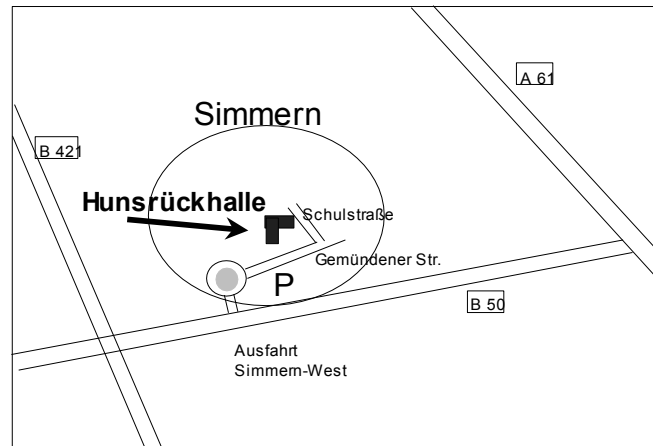 A 61
Simmern
B 421
Hunsrückhalle
Schulstraße
Gemündener Str.
P
B 50
Ausfahrt
Simmern-West